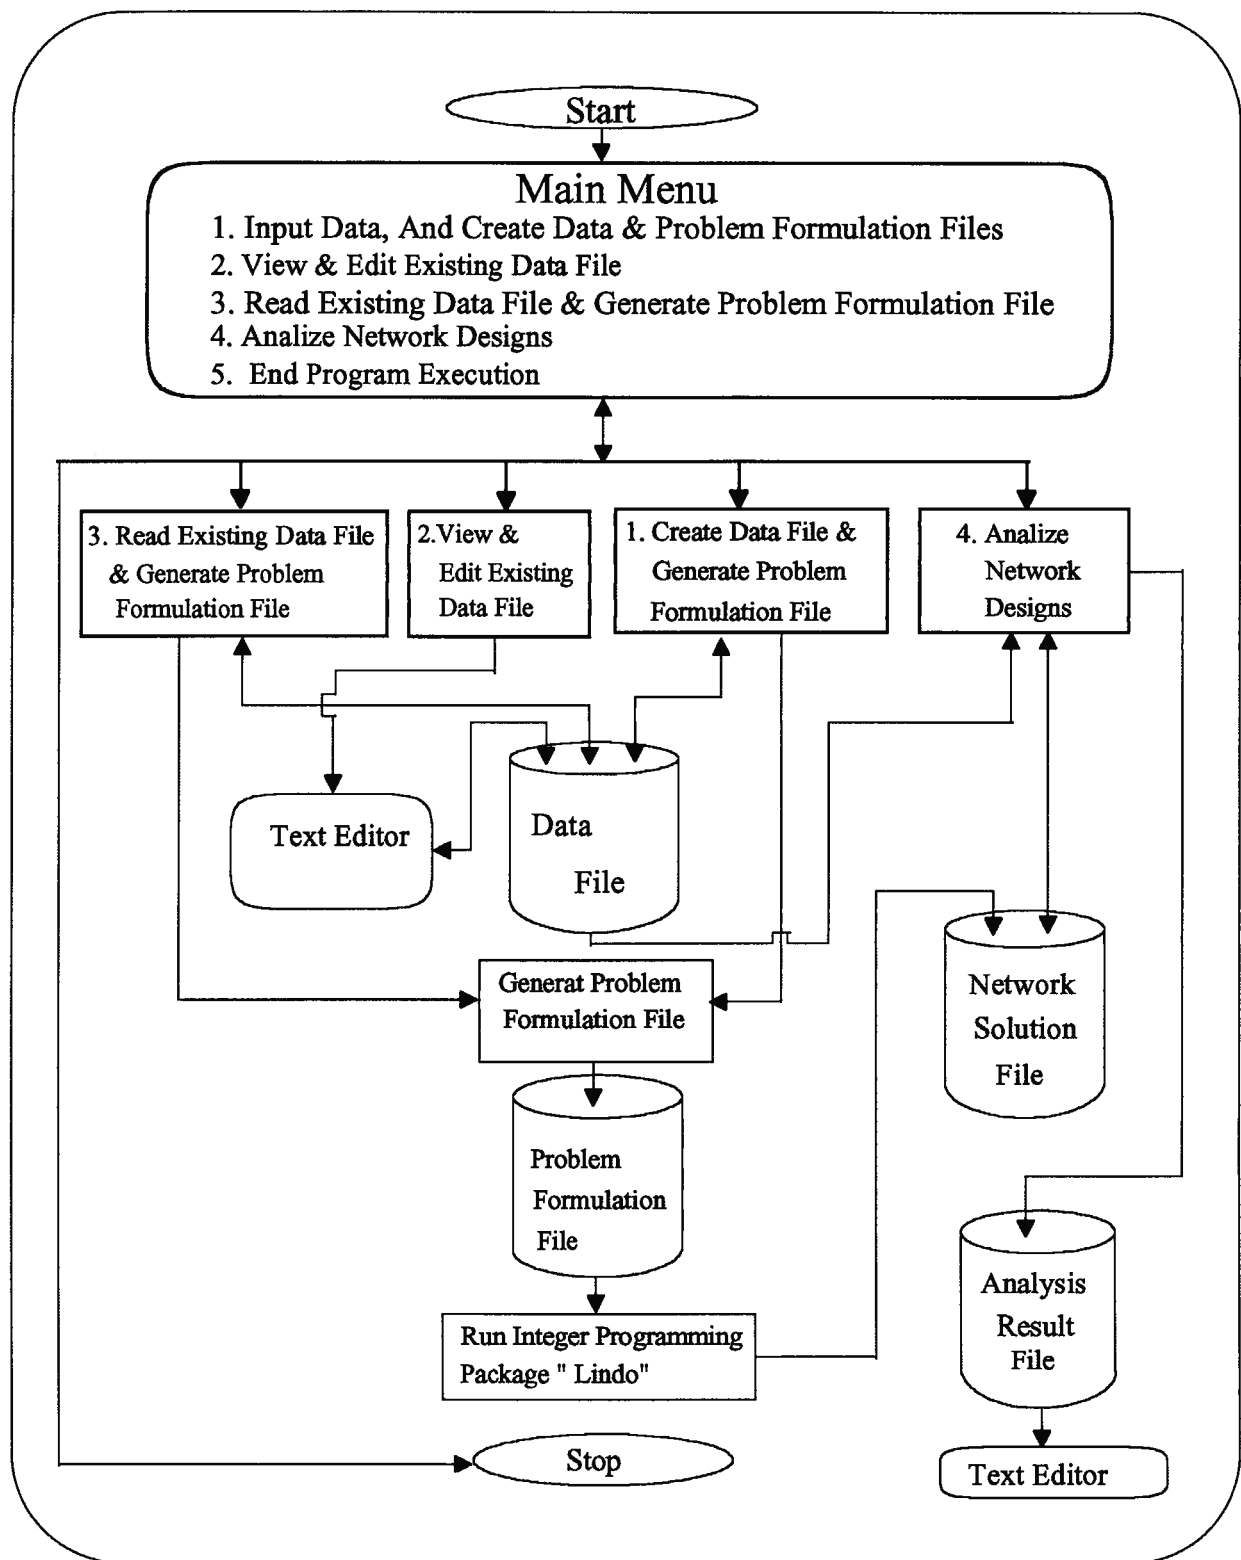 Start
Main Menu
1. Input Data, And Create Data & Problem Formulation Files
2. View & Edit Existing Data File
3. Read Existing Data File & Generate Problem Formulation File
4. Analize Network Designs
5. End Program Execution
3. Read Existing Data File
& Generate Problem
Formulation File
2.View &
Edit Existing
Data File
1. Create Data File &
Generate Problem
Formulation File
4. Analize
Network
Designs
Text Editor
Data
File
Generat Problem
Formulation File
Network
Solution
File
Problem
Formulation
File
Analysis
Result
File
Run Integer Programming
Package " Lindo"
Stop
Text Editor